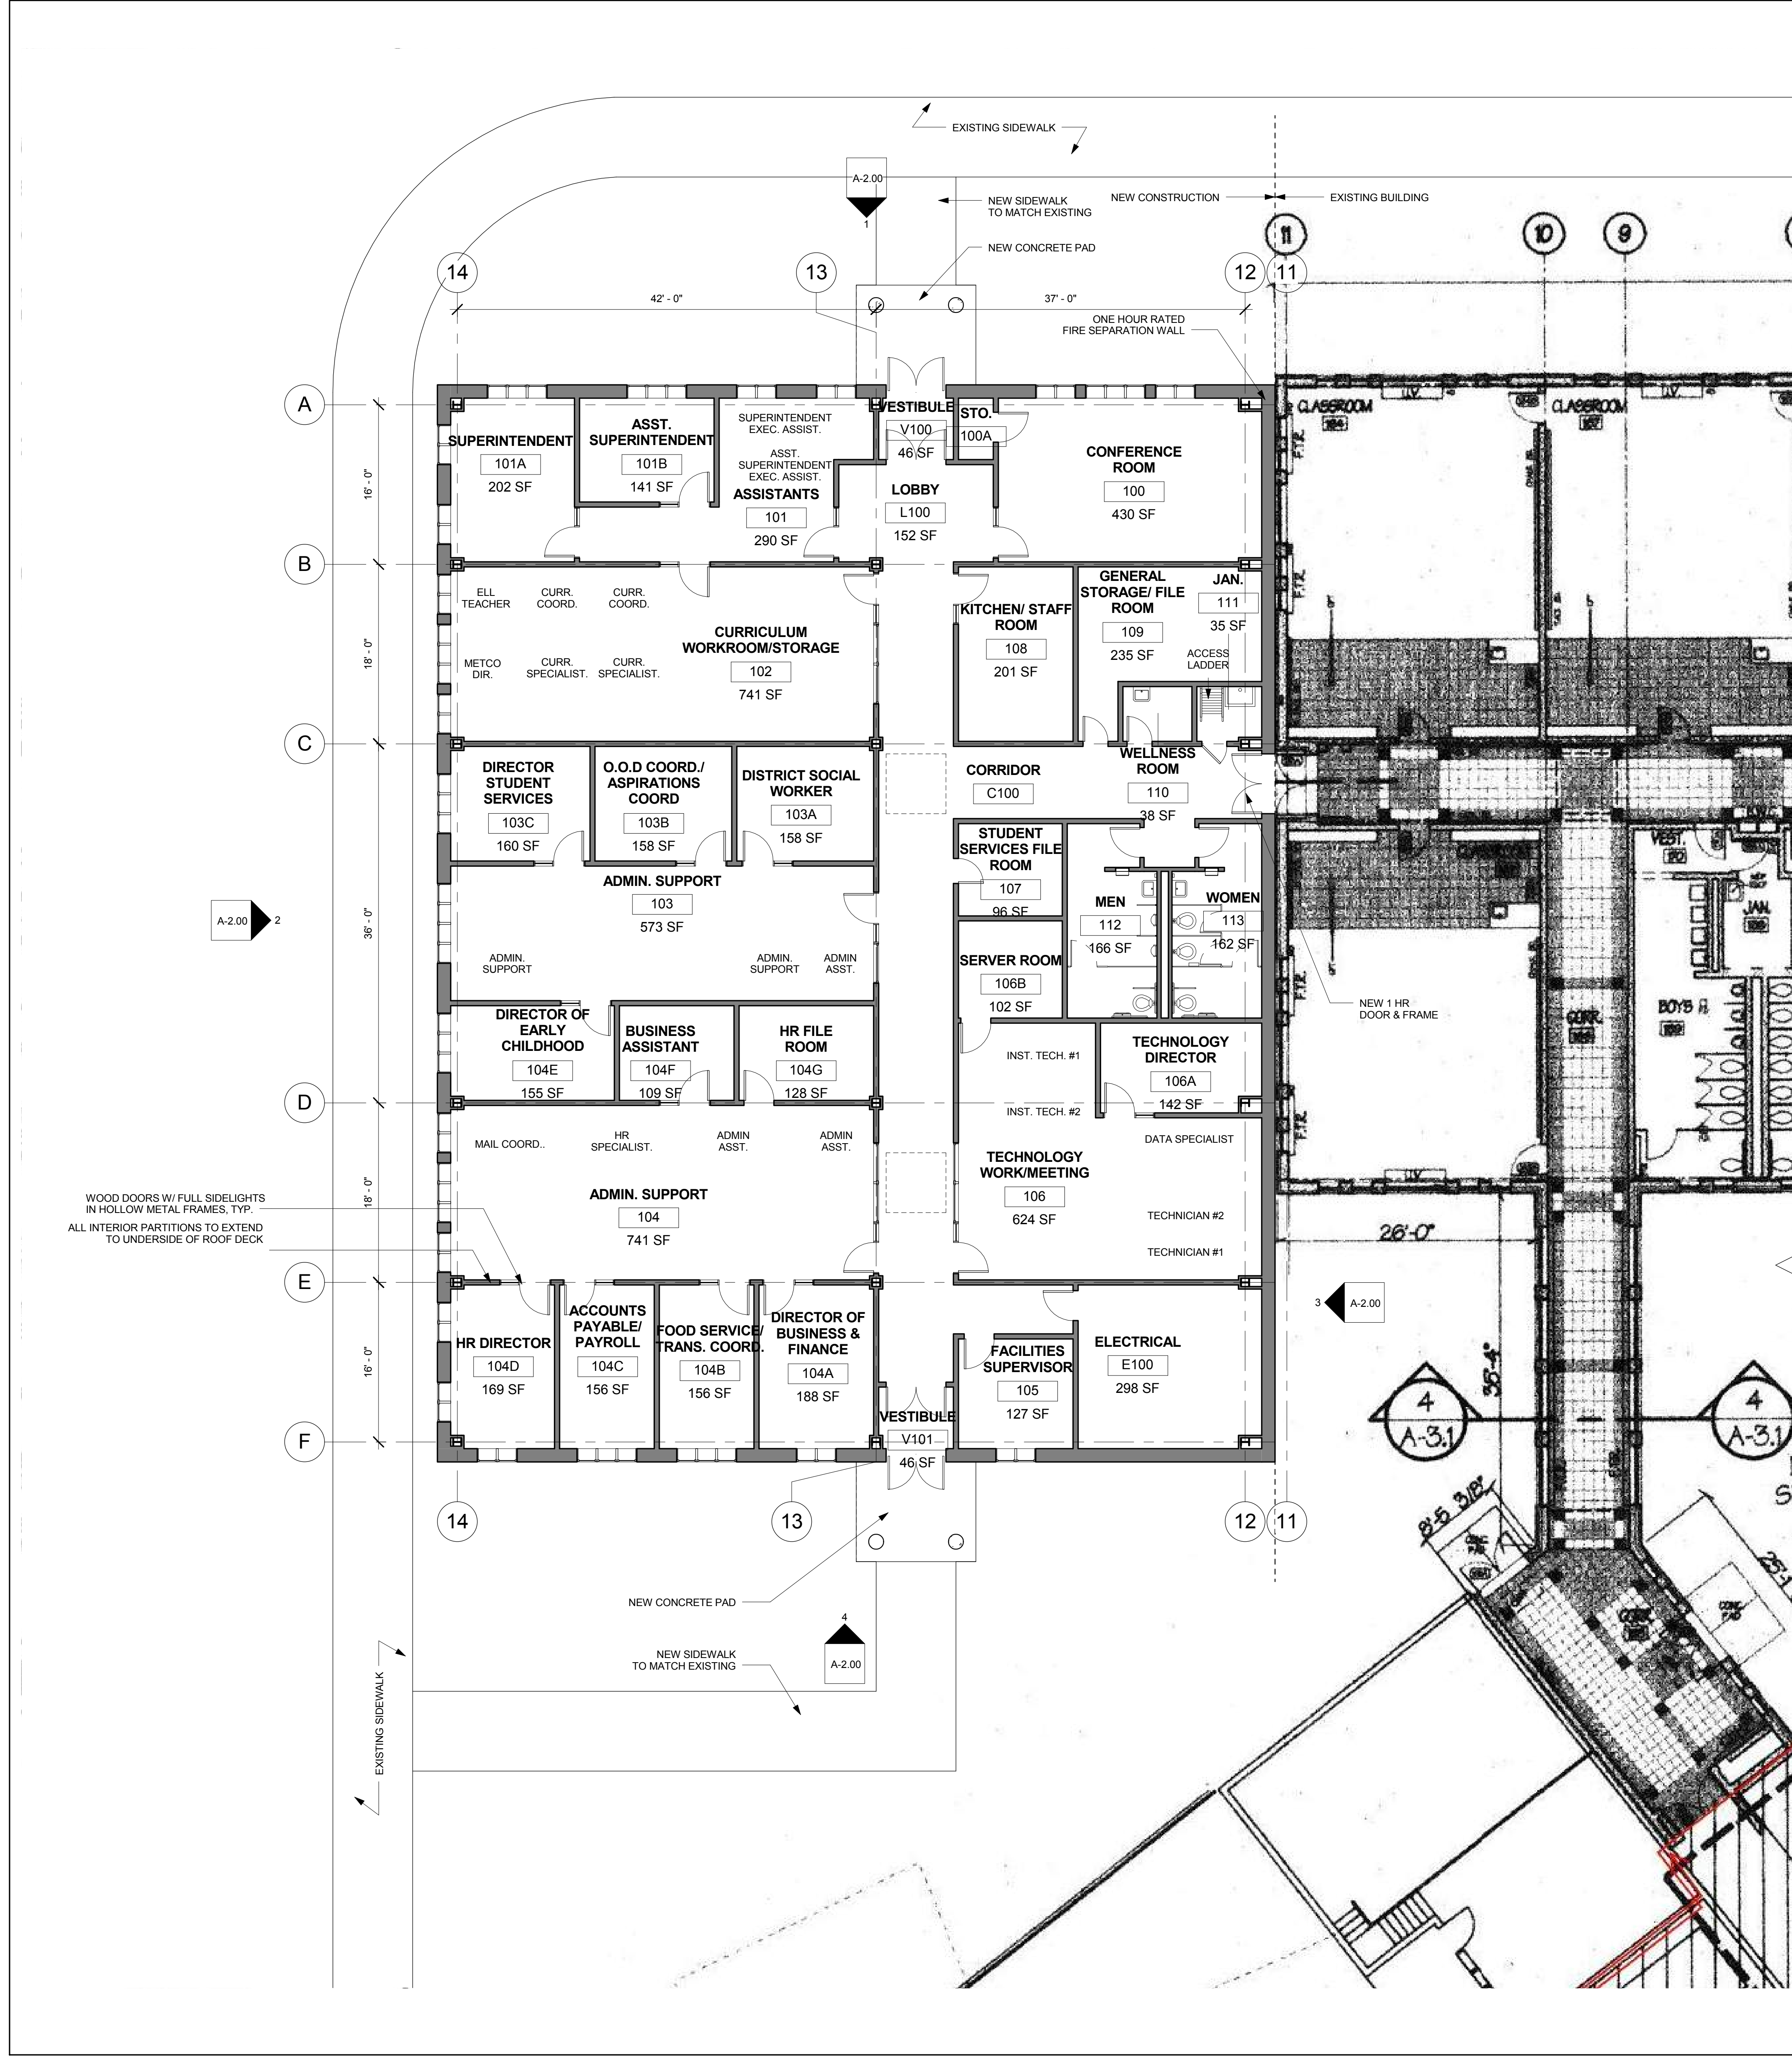 EXISTING SIDEWALK
A-2.00
1
NEW SIDEWALK
TO MATCH EXISTING
NEW CONSTRUCTION
EXISTING BUILDING
NEW CONCRETE PAD
11
10
9
14
13
12
11
42' - 0"
37' - 0"
ONE HOUR RATED
FIRE SEPARATION WALL
A
B
C
D
E
F
16' - 0"
18' - 0"
36' - 0"
18' - 0"
16' - 0"
SUPERINTENDENT
101A
202 SF
ASST.
SUPERINTENDENT
101B
141 SF
SUPERINTENDENT
EXEC. ASSIST.
ASST.
SUPERINTENDENT
EXEC. ASSIST.
ASSISTANTS
101
290 SF
VESTIBULE
V100
46 SF
STO.
100A
LOBBY
L100
152 SF
CONFERENCE
ROOM
100
430 SF
CLASSROOM
U.V.
CLASSROOM
U.V.
F.T.R.
F.T.R.
ELL
TEACHER
CURR.
COORD.
CURR.
COORD.
METCO
DIR.
CURR.
SPECIALIST.
CURR.
SPECIALIST.
CURRICULUM
WORKROOM/STORAGE
102
741 SF
KITCHEN/ STAFF
ROOM
108
201 SF
GENERAL
STORAGE/ FILE
ROOM
109
235 SF
JAN.
111
35 SF
ACCESS
LADDER
DIRECTOR
STUDENT
SERVICES
103C
160 SF
O.O.D COORD./
ASPIRATIONS
COORD
103B
158 SF
DISTRICT SOCIAL
WORKER
103A
158 SF
CORRIDOR
C100
WELLNESS
ROOM
110
38 SF
ADMIN. SUPPORT
103
573 SF
ADMIN.
SUPPORT
ADMIN.
SUPPORT
ADMIN
ASST.
STUDENT
SERVICES FILE
ROOM
107
96 SF
MEN
112
166 SF
WOMEN
113
162 SF
SERVER ROOM
106B
102 SF
A-2.00
2
VEST.
JAN.
BOYS
CORR.
F.T.R.
F.T.R.
U.V.
NEW 1 HR
DOOR & FRAME
DIRECTOR OF
EARLY
CHILDHOOD
104E
155 SF
BUSINESS
ASSISTANT
104F
109 SF
HR FILE
ROOM
104G
128 SF
INST. TECH. #1
INST. TECH. #2
TECHNOLOGY
DIRECTOR
106A
142 SF
MAIL COORD..
HR
SPECIALIST.
ADMIN
ASST.
ADMIN
ASST.
ADMIN. SUPPORT
104
741 SF
DATA SPECIALIST
TECHNOLOGY
WORK/MEETING
106
624 SF
TECHNICIAN #2
TECHNICIAN #1
WOOD DOORS W/ FULL SIDELIGHTS
IN HOLLOW METAL FRAMES, TYP.
ALL INTERIOR PARTITIONS TO EXTEND
TO UNDERSIDE OF ROOF DECK
26'-0"
36'-4"
3
A-2.00
HR DIRECTOR
104D
169 SF
ACCOUNTS
PAYABLE/
PAYROLL
104C
156 SF
FOOD SERVICE/
TRANS. COORD.
104B
156 SF
DIRECTOR OF
BUSINESS &
FINANCE
104A
188 SF
VESTIBULE
V101
46 SF
FACILITIES
SUPERVISOR
105
127 SF
ELECTRICAL
E100
298 SF
4
A-3.1
4
A-3.1
8'-5 3/8"
CONC.
PAD
CONC.
PAD
CORR.
14
13
12
11
NEW CONCRETE PAD
4
A-2.00
NEW SIDEWALK
TO MATCH EXISTING
EXISTING SIDEWALK